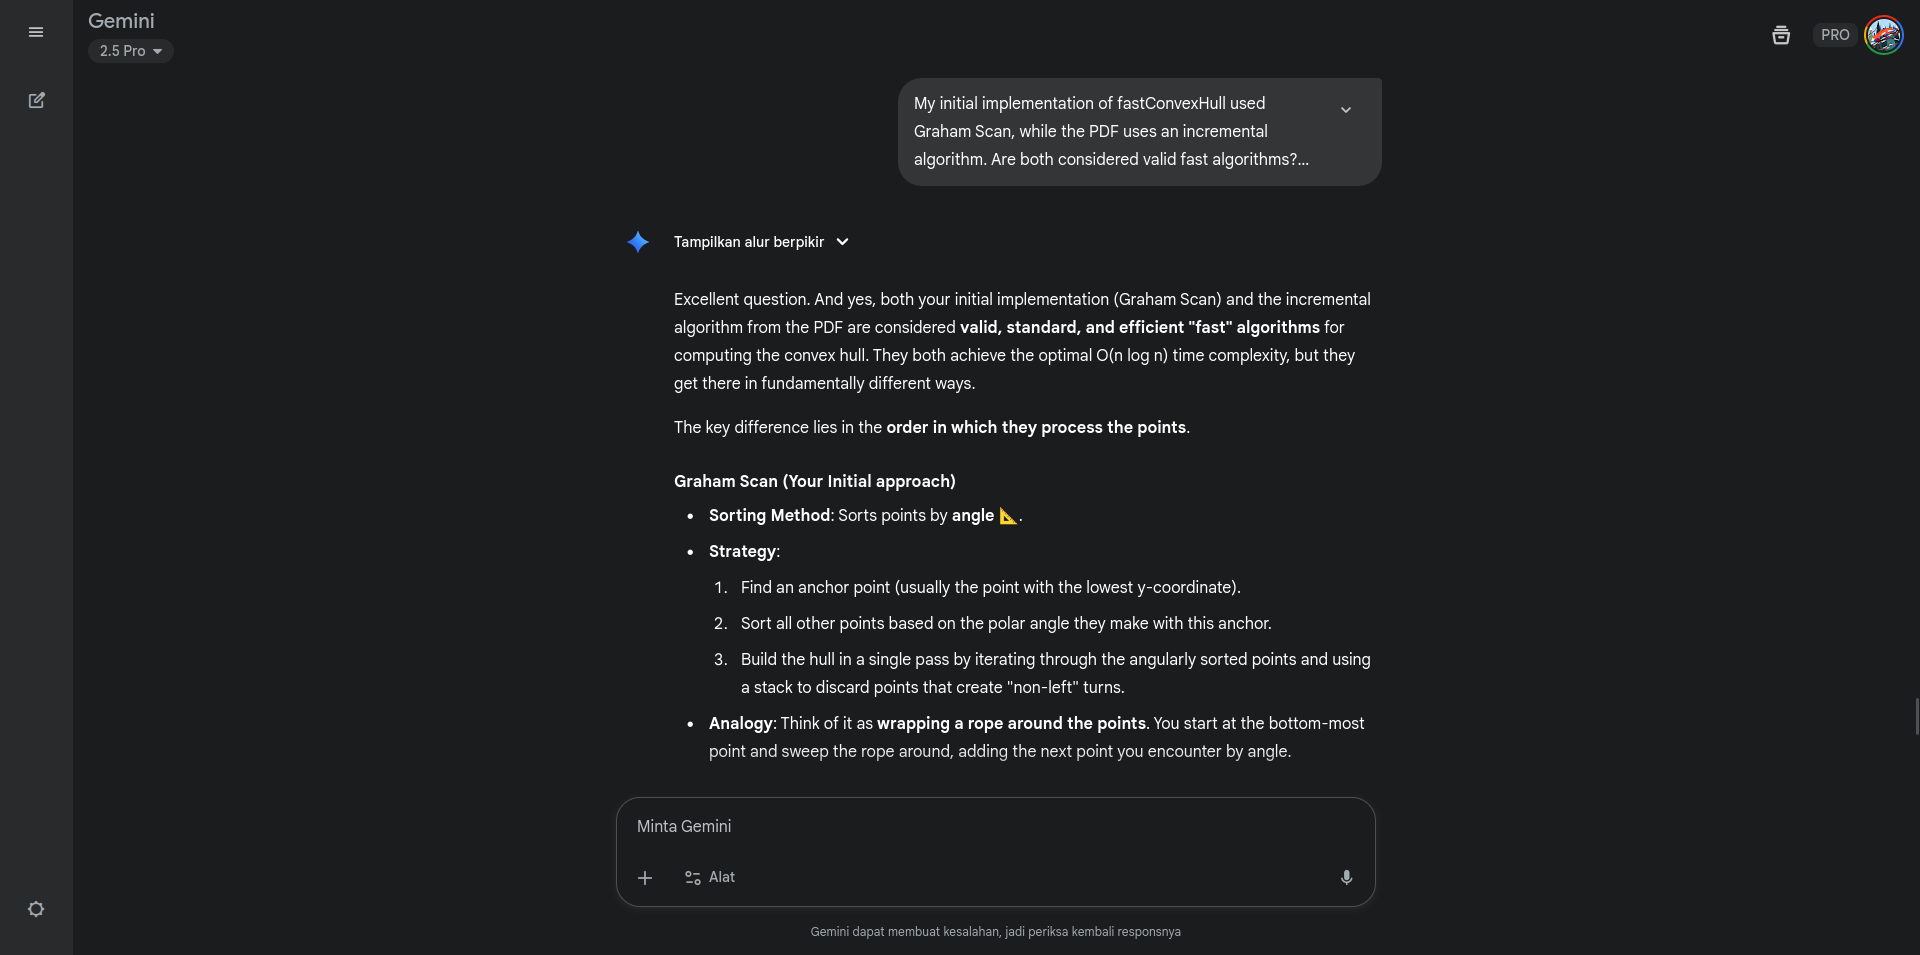 Gemini
2.5 Pro
PRO
My initial implementation of fastConvexHull used
Graham Scan, while the PDF uses an incremental
algorithm. Are both considered valid fast algorithms?...
Tampilkan alur berpikir
Excellent question. And yes, both your initial implementation (Graham Scan) and the incremental
algorithm from the PDF are considered valid, standard, and efficient "fast" algorithms for
computing the convex hull. They both achieve the optimal O(n log n) time complexity, but they
get there in fundamentally different ways.
The key difference lies in the order in which they process the points.
Graham Scan (Your Initial approach)
• Sorting Method: Sorts points by angle 📐.
• Strategy:
1. Find an anchor point (usually the point with the lowest y-coordinate).
2. Sort all other points based on the polar angle they make with this anchor.
3. Build the hull in a single pass by iterating through the angularly sorted points and using
a stack to discard points that create "non-left" turns.
• Analogy: Think of it as wrapping a rope around the points. You start at the bottom-most
point and sweep the rope around, adding the next point you encounter by angle.
Minta Gemini
Alat
Gemini dapat membuat kesalahan, jadi periksa kembali responsnya